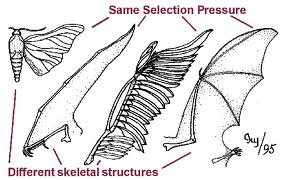 Same Selection Pressure
Different skeletal structures